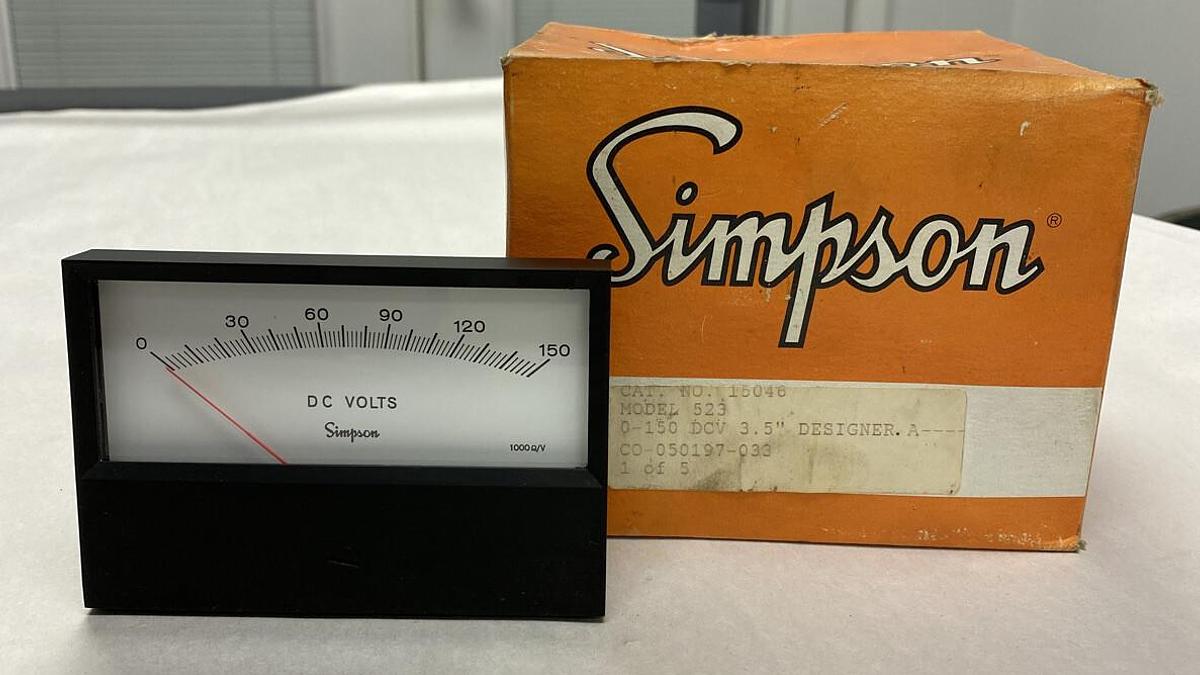 Simpson®
CAT. NO. 15046
MODEL 523
0-150 DCV 3.5" DESIGNER. A----
CO-050197-033
1 of 5
0 30 60 90 120 150
DC VOLTS
Simpson
1000Ω/V